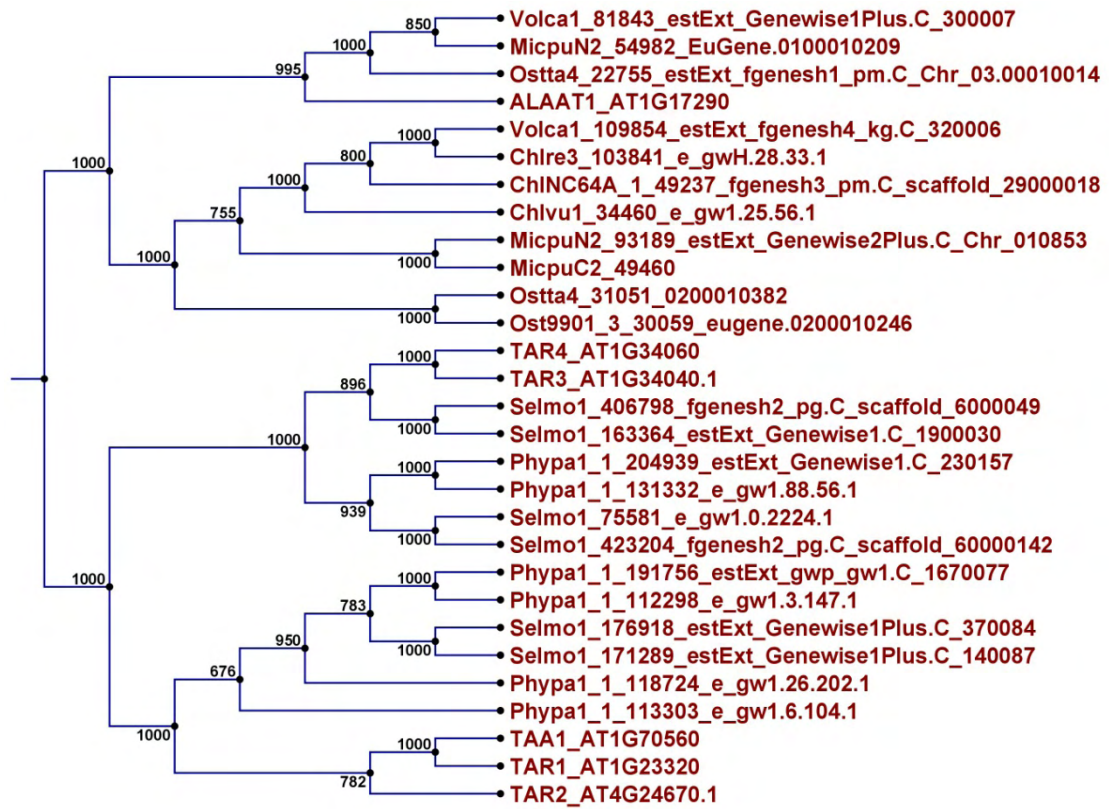 850
Volca1_81843_estExt_Genewise1Plus.C_300007
1000
MicpuN2_54982_EuGene.0100010209
995
Ostta4_22755_estExt_fgenesh1_pm.C_Chr_03.00010014
ALAAT1_AT1G17290
1000
Volca1_109854_estExt_fgenesh4_kg.C_320006
1000
800
Chlre3_103841_e_gwH.28.33.1
1000
ChlNC64A_1_49237_fgenesh3_pm.C_scaffold_29000018
755
Chlvu1_34460_e_gw1.25.56.1
1000
MicpuN2_93189_estExt_Genewise2Plus.C_Chr_010853
1000
MicpuC2_49460
Ostta4_31051_0200010382
1000
Ost9901_3_30059_eugene.0200010246
1000
TAR4_AT1G34060
896
TAR3_AT1G34040.1
Selmo1_406798_fgenesh2_pg.C_scaffold_6000049
1000
1000
Selmo1_163364_estExt_Genewise1.C_1900030
1000
Phypa1_1_204939_estExt_Genewise1.C_230157
Phypa1_1_131332_e_gw1.88.56.1
939
Selmo1_75581_e_gw1.0.2224.1
1000
Selmo1_423204_fgenesh2_pg.C_scaffold_60000142
1000
1000
Phypa1_1_191756_estExt_gwp_gw1.C_1670077
783
Phypa1_1_112298_e_gw1.3.147.1
950
Selmo1_176918_estExt_Genewise1Plus.C_370084
1000
Selmo1_171289_estExt_Genewise1Plus.C_140087
676
Phypa1_1_118724_e_gw1.26.202.1
Phypa1_1_113303_e_gw1.6.104.1
1000
1000
TAA1_AT1G70560
TAR1_AT1G23320
782
TAR2_AT4G24670.1